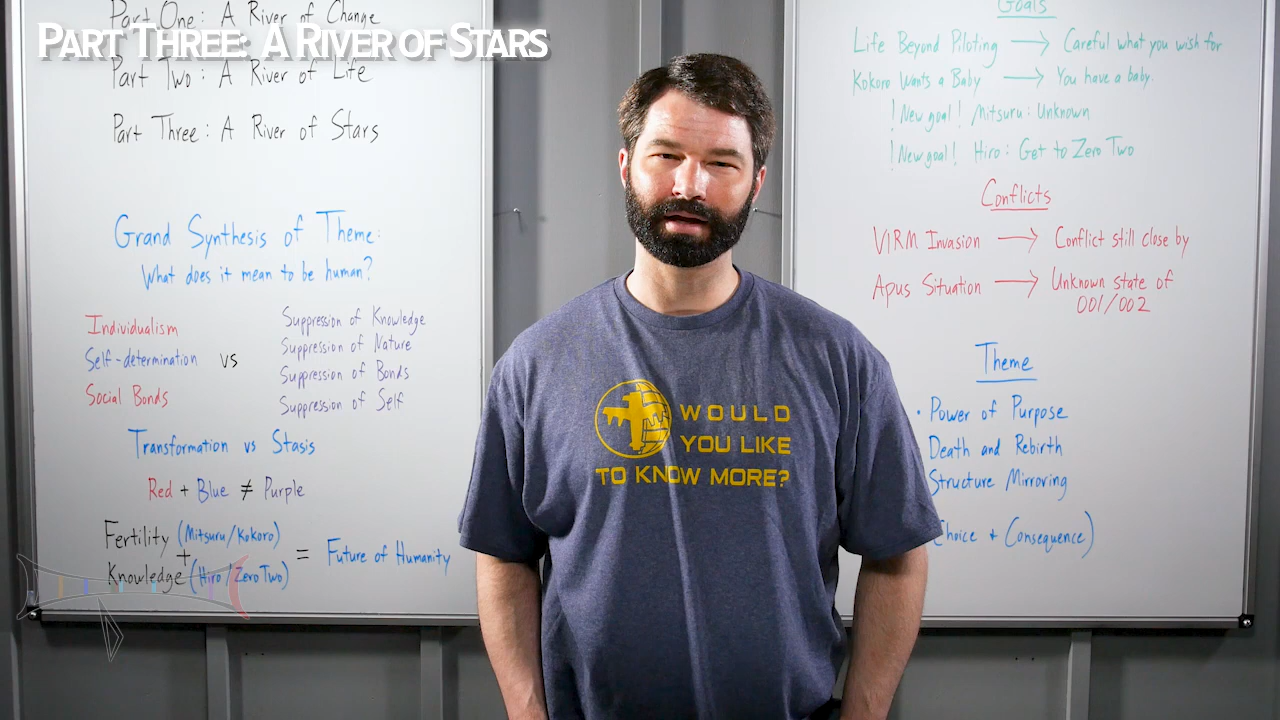 Part One: A River of Change
PART THREE: A RIVER OF STARS
Part Two: A River of Life
Part Three: A River of Stars
Grand Synthesis of Theme:
What does it mean to be human?
Individualism
Self-determination
Social Bonds
vs
Suppression of Knowledge
Suppression of Nature
Suppression of Bonds
Suppression of Self
Transformation vs Stasis
Red + Blue ≠ Purple
Fertility (Mitsuru/Kokoro)
+
Knowledge (Hiro/Zero Two)
= Future of Humanity
WOULD
YOU LIKE
TO KNOW MORE?
Goals
Life Beyond Piloting → Careful what you wish for
Kokoro Wants a Baby → You have a baby.
!New goal! Mitsuru: Unknown
!New goal! Hiro: Get to Zero Two
Conflicts
VIRM Invasion → Conflict still close by
Apus Situation → Unknown state of
001/002
Theme
• Power of Purpose
Death and Rebirth
Structure Mirroring
(Choice + Consequence)